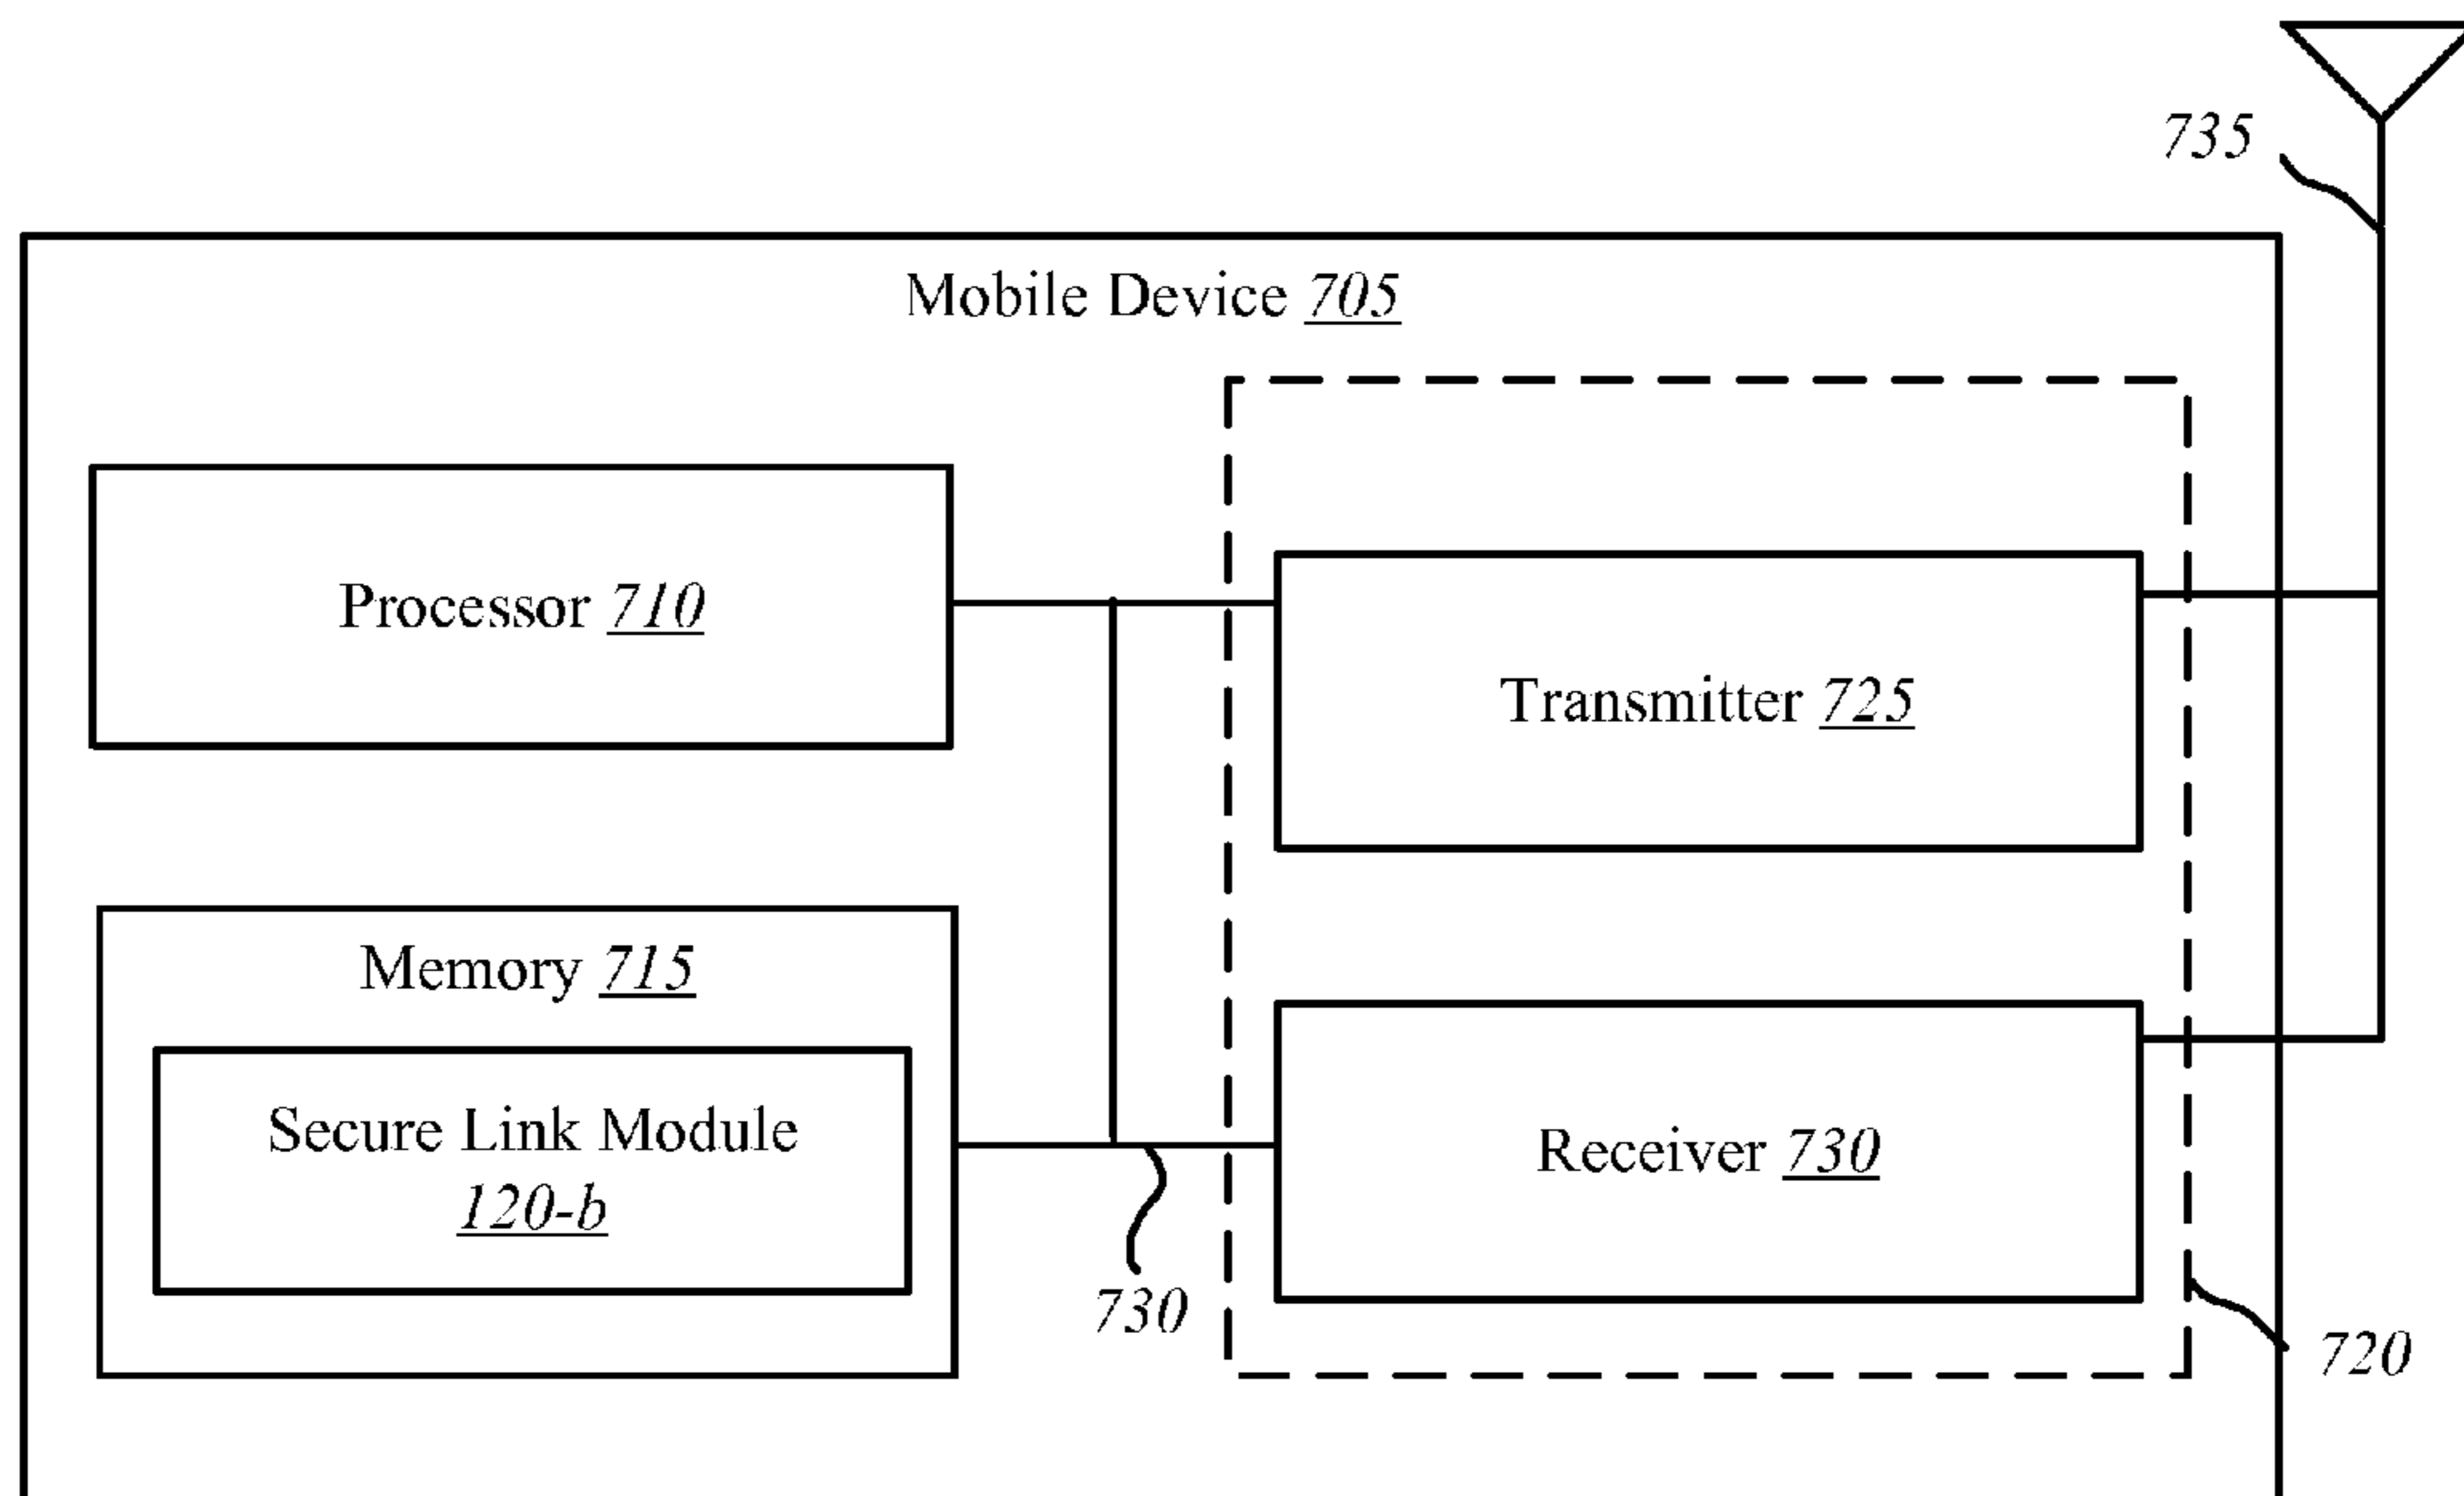 735
Mobile Device 705
Processor 710
Transmitter 725
Memory 715
Secure Link Module
120-b
Receiver 730
730
720